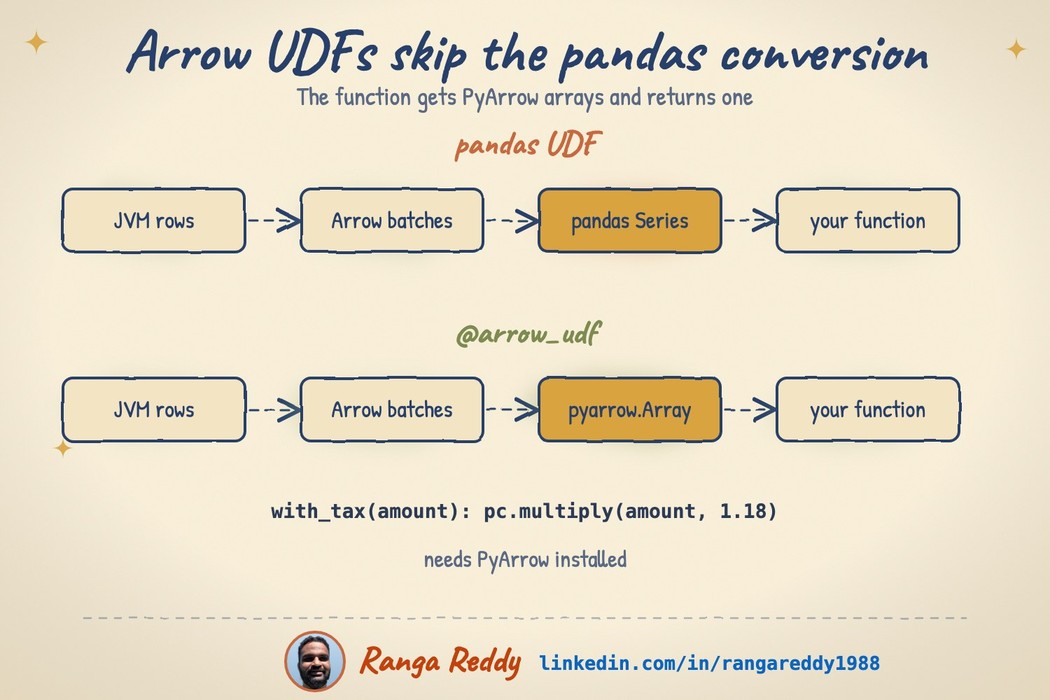 Arrow UDFs skip the pandas conversion
The function gets PyArrow arrays and returns one
pandas UDF
JVM rows
Arrow batches
pandas Series
your function
@arrow_udf
JVM rows
Arrow batches
pyarrow.Array
your function
with_tax(amount): pc.multiply(amount, 1.18)
needs PyArrow installed
Ranga Reddy linkedin.com/in/rangareddy1988